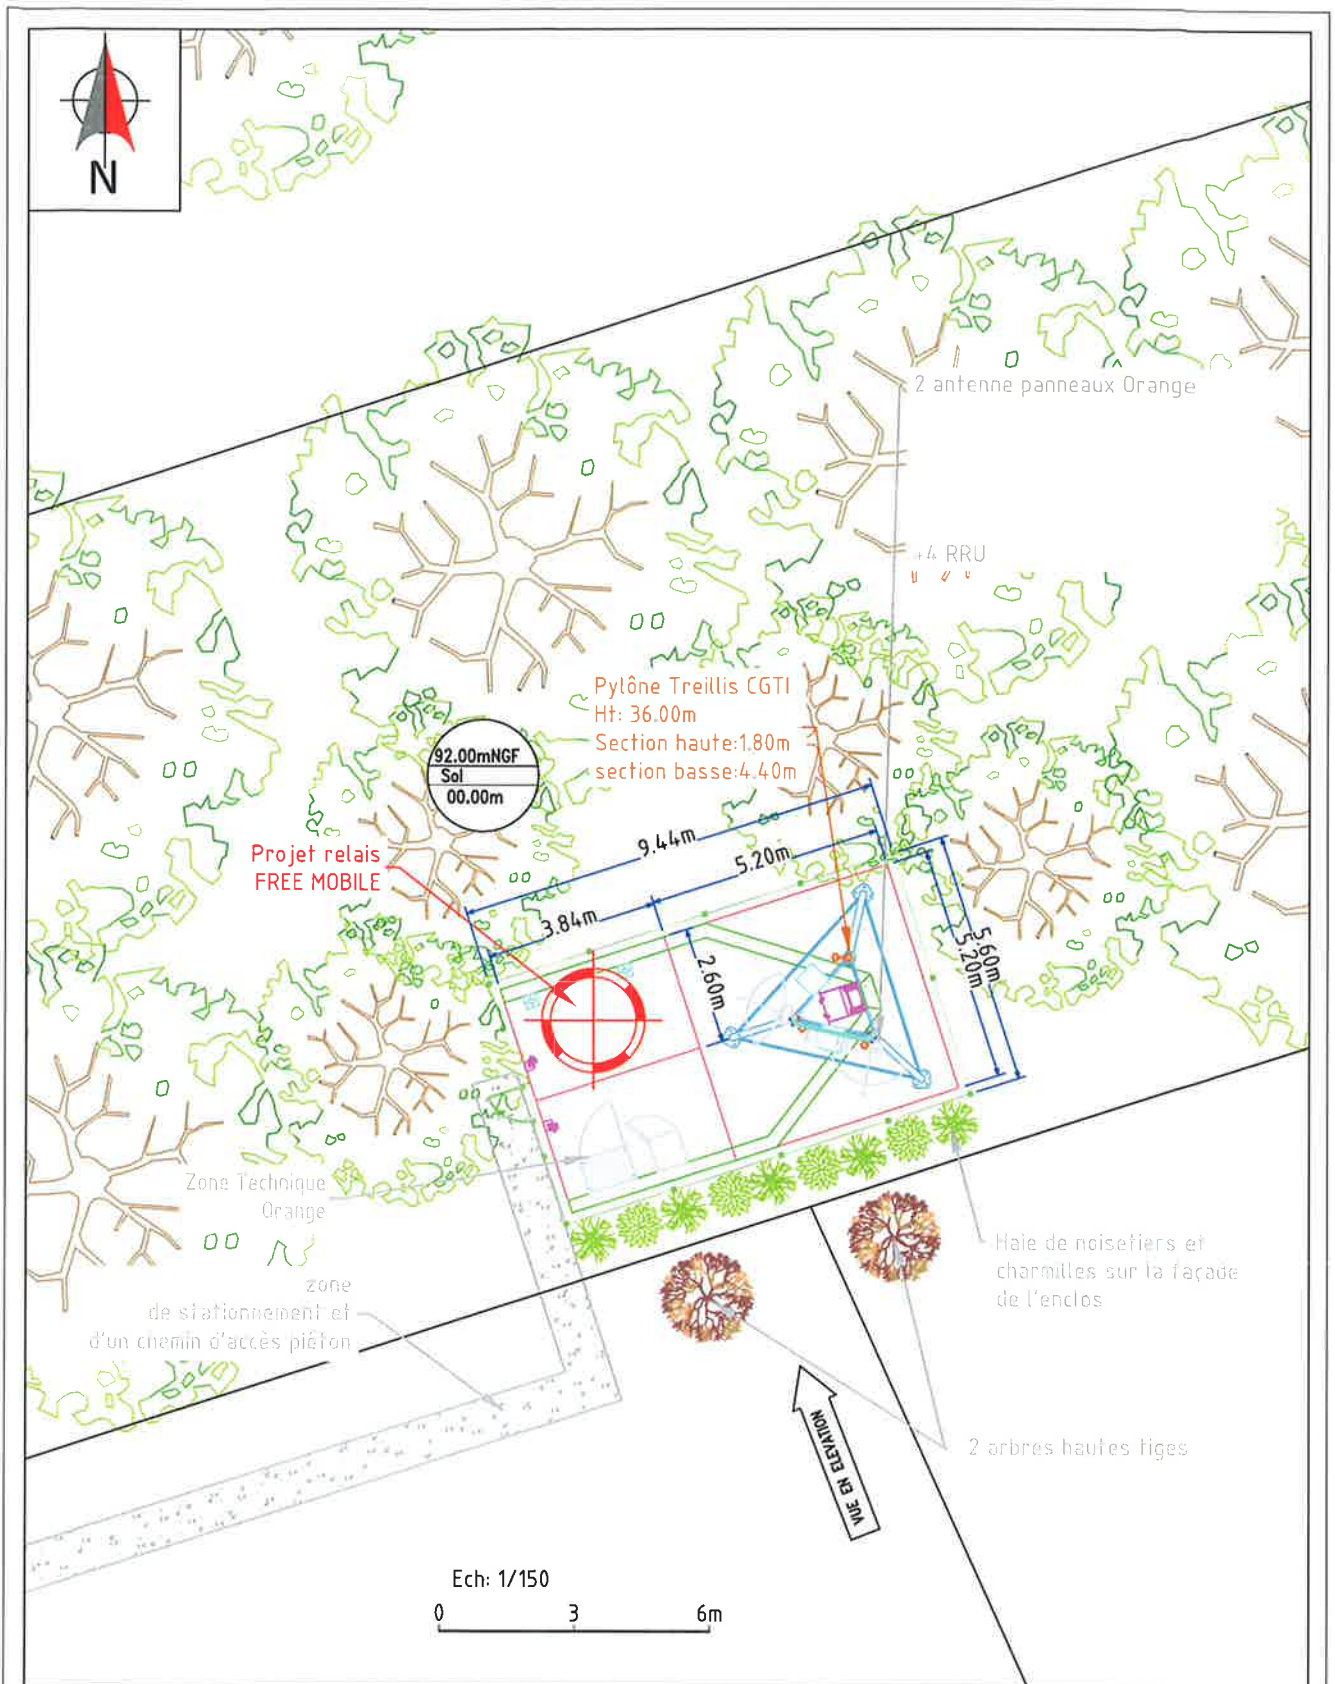 N
2 antenne panneaux Orange
+4 RRU
Pylône Treillis CGTI
Ht: 36.00m
Section haute:1.80m
section basse:4.40m
92.00mNGF
Sol
00.00m
Projet relais
FREE MOBILE
9.44m
5.20m
3.84m
2.60m
5.60m
5.20m
Zone Technique
Orange
zone
de stationnement et
d'un chemin d'accès piéton
Haie de noisetiers et
charmilles sur la façade
de l'enclos
2 arbres hautes tiges
VUE EN ELEVATION
Ech: 1/150
0 3 6m